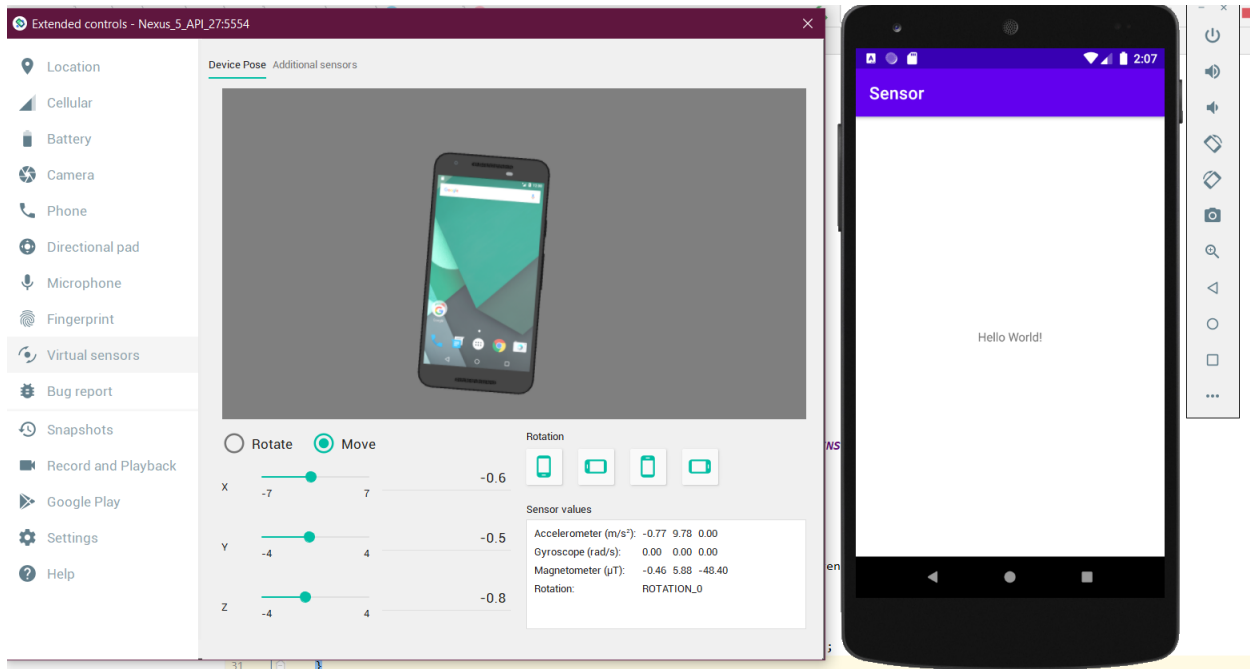 Extended controls - Nexus_5_API_27:5554
Location
Cellular
Battery
Camera
Phone
Directional pad
Microphone
Fingerprint
Virtual sensors
Bug report
Snapshots
Record and Playback
Google Play
Settings
Help
Device Pose Additional sensors
Rotate Move
X -7 7 -0.6
Y -4 4 -0.5
Z -4 4 -0.8
Rotation
Sensor values
Accelerometer (m/s²): -0.77 9.78 0.00
Gyroscope (rad/s): 0.00 0.00 0.00
Magnetometer (μT): -0.46 5.88 -48.40
Rotation: ROTATION_0
NS
en
;
31 }
2:07
Sensor
Hello World!